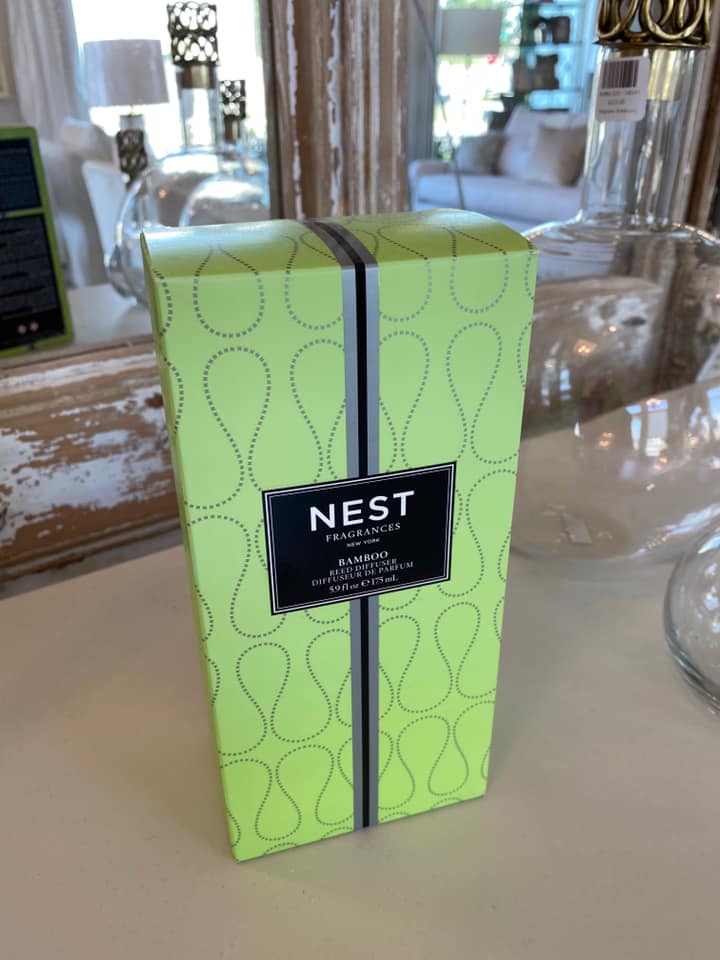 NEST
FRAGRANCES
NEW YORK
BAMBOO
REED DIFFUSER
DIFFUSEUR DE PARFUM
5.9 fl oz ℮ 175 mL